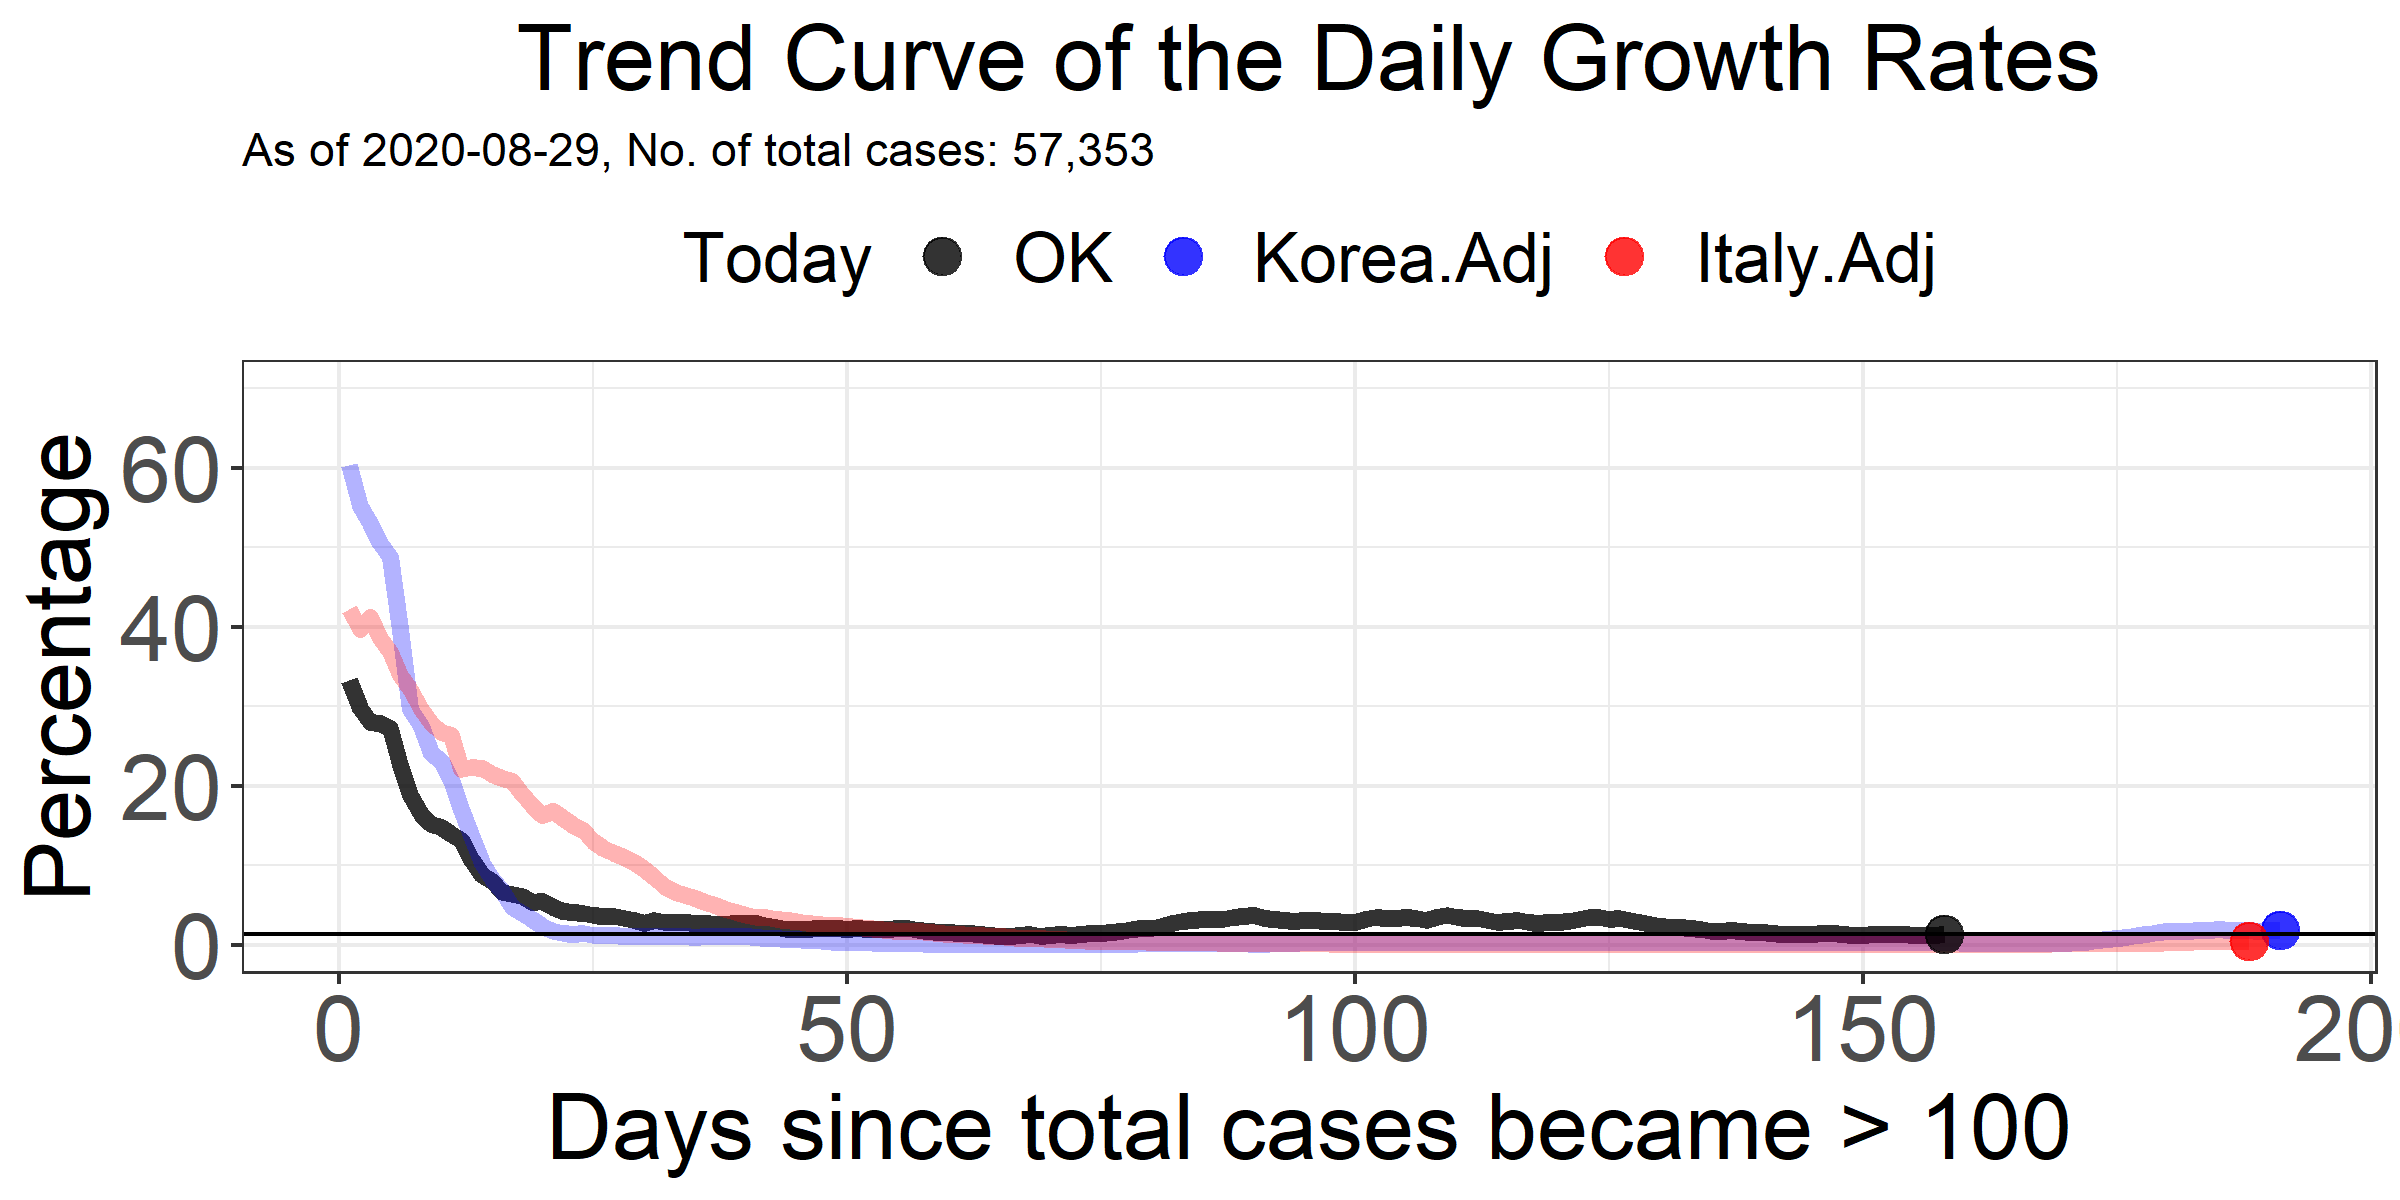 Trend Curve of the Daily Growth Rates
As of 2020-08-29, No. of total cases: 57,353
Today OK Korea.Adj Italy.Adj
Percentage
60
40
20
0
0 50 100 150 20
Days since total cases became > 100